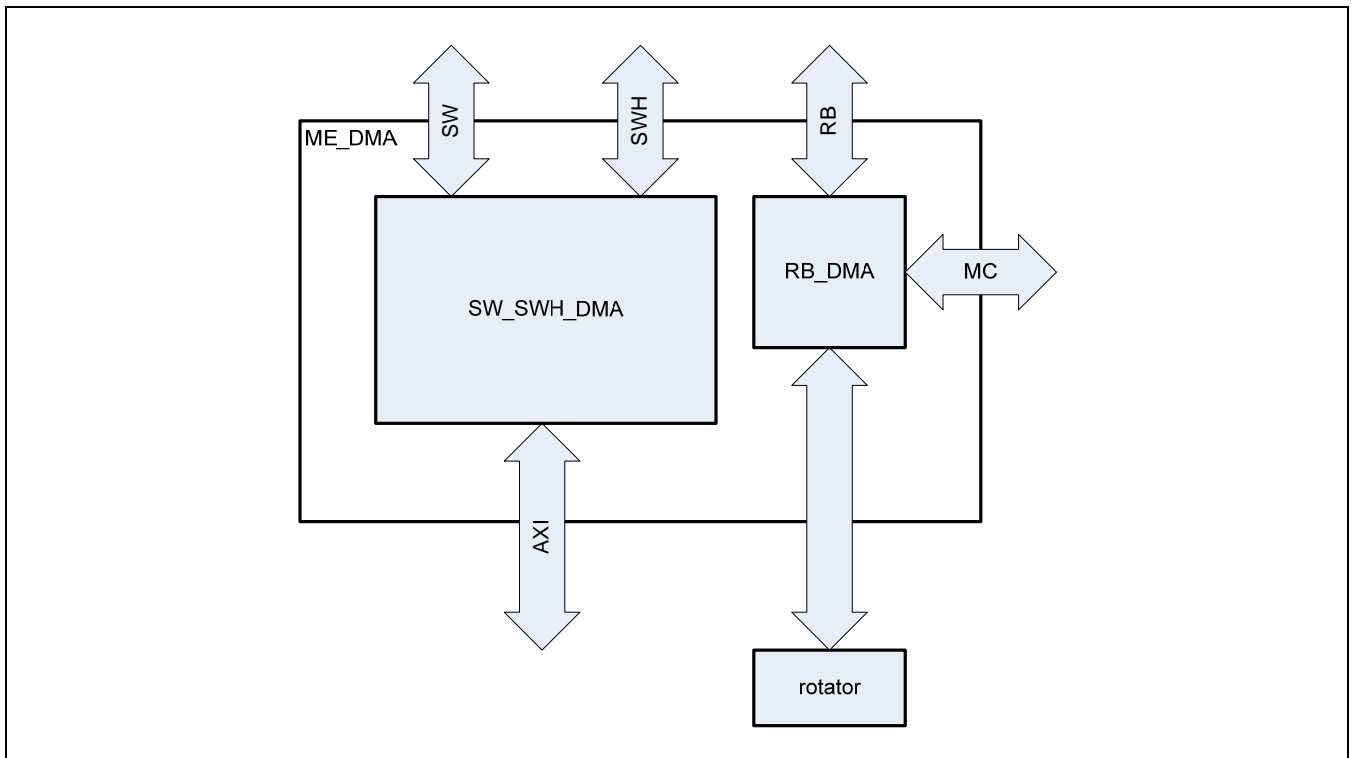 SW
SWH
RB
ME_DMA
RB_DMA
MC
SW_SWH_DMA
AXI
rotator